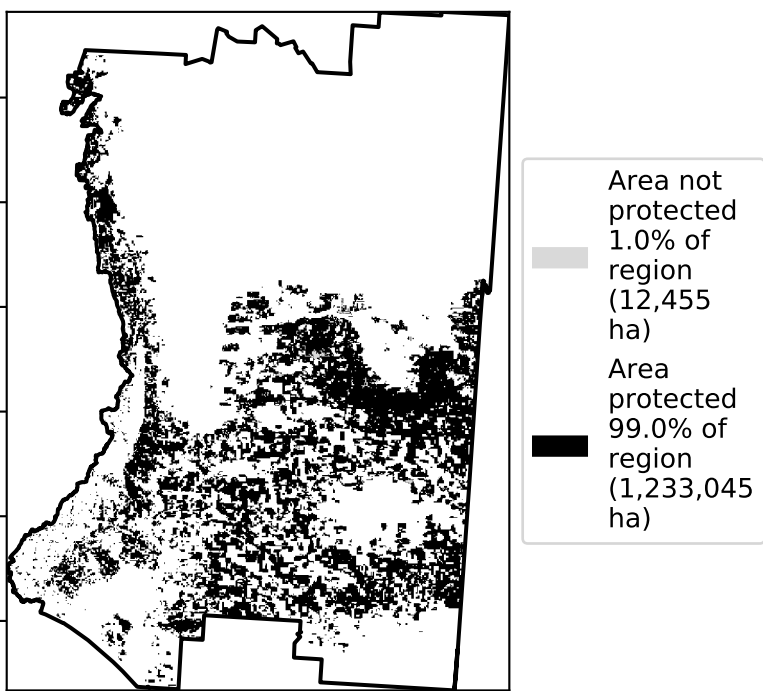 Area not
protected
1.0% of
region
(12,455
ha)
Area
protected
99.0% of
region
(1,233,045
ha)